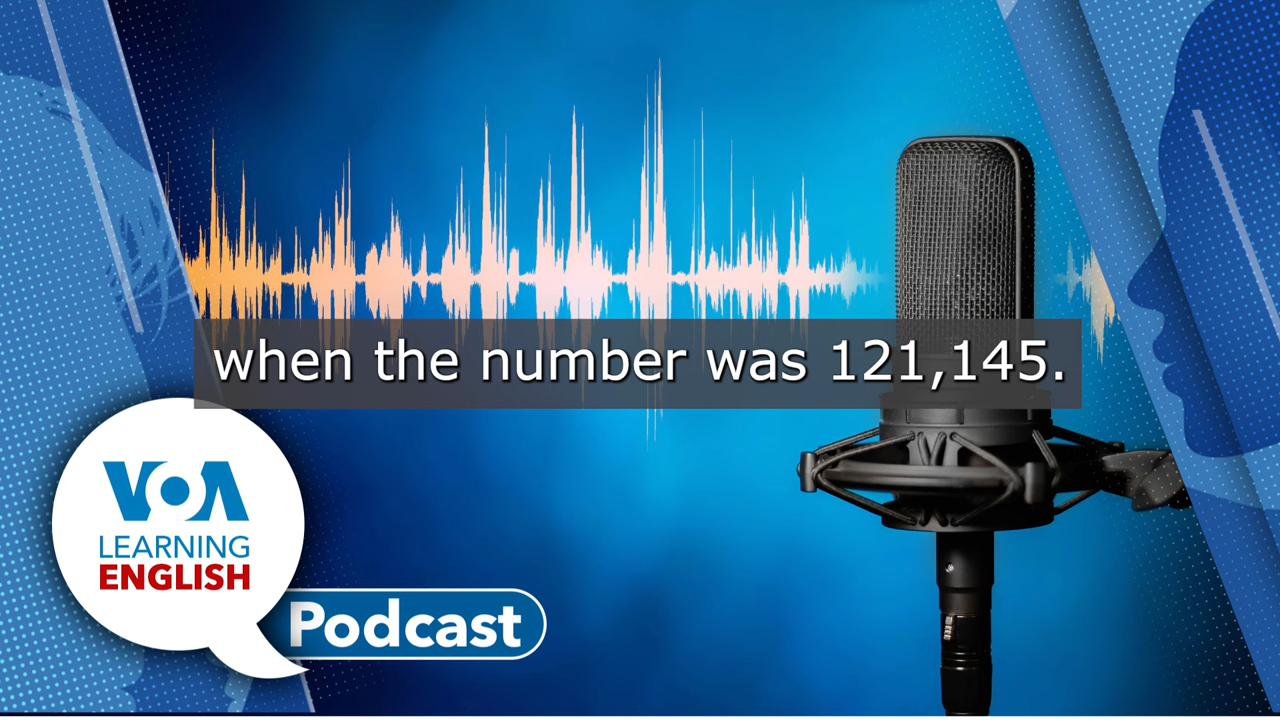 when the number was 121,145.
VOA
LEARNING
ENGLISH
Podcast